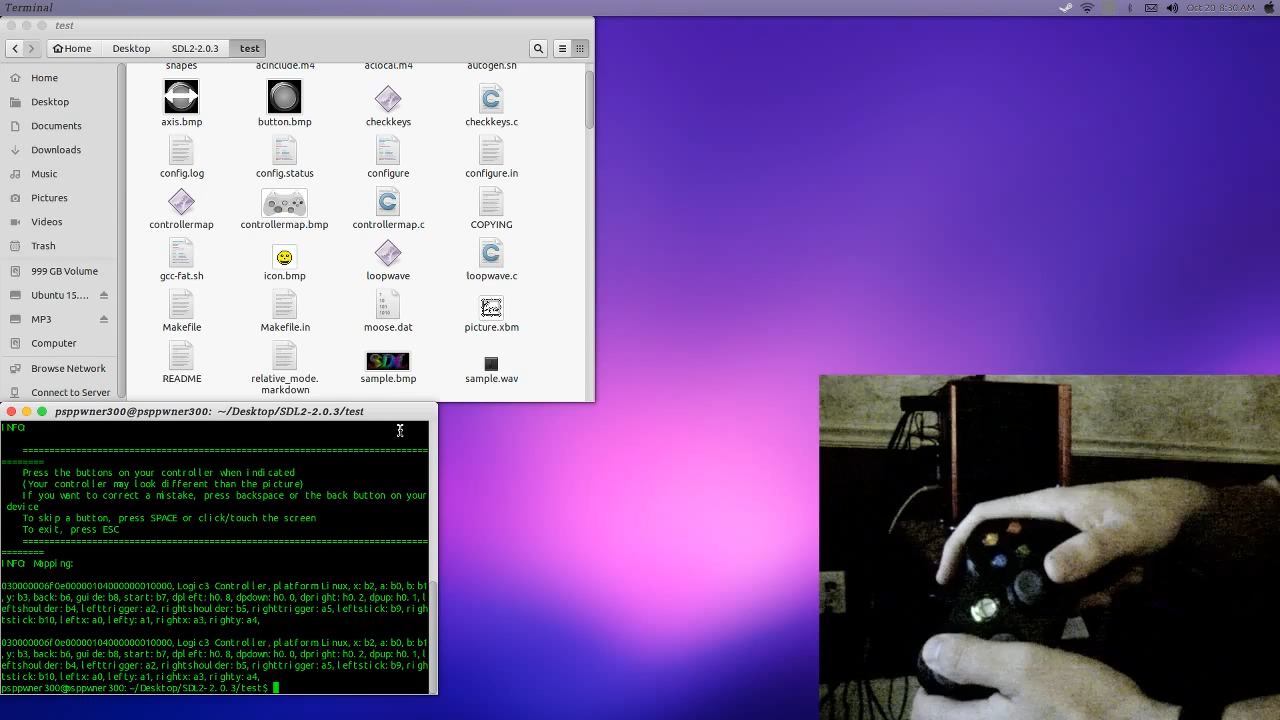 Terminal
Oct 20 8:30 AM
test
Home
Desktop
SDL2-2.0.3
test
Home
Desktop
Documents
Downloads
Music
Pictures
Videos
Trash
999 GB Volume
Ubuntu 15....
MP3
Computer
Browse Network
Connect to Server
shapes
acinclude.m4
aclocal.m4
autogen.sh
axis.bmp
button.bmp
checkkeys
checkkeys.c
config.log
config.status
configure
configure.in
controllermap
controllermap.bmp
controllermap.c
COPYING
gcc-fat.sh
icon.bmp
loopwave
loopwave.c
Makefile
Makefile.in
moose.dat
picture.xbm
README
relative_mode.
markdown
sample.bmp
sample.wav
psppwner300@psppwner300: ~/Desktop/SDL2-2.0.3/test
INFO:
====================================================================
========
Press the buttons on your controller when indicated
(Your controller may look different than the picture)
If you want to correct a mistake, press backspace or the back button on your
device
To skip a button, press SPACE or click/touch the screen
To exit, press ESC
====================================================================
========
INFO: Mapping:
030000006f0e00000104000000010000,Logic3 Controller,platform:Linux,x:b2,a:b0,b:b1
,y:b3,back:b6,guide:b8,start:b7,dpleft:h0.8,dpdown:h0.0,dpright:h0.2,dpup:h0.1,l
eftshoulder:b4,lefttrigger:a2,rightshoulder:b5,righttrigger:a5,leftstick:b9,righ
tstick:b10,leftx:a0,lefty:a1,rightx:a3,righty:a4,
030000006f0e00000104000000010000,Logic3 Controller,platform:Linux,x:b2,a:b0,b:b1
,y:b3,back:b6,guide:b8,start:b7,dpleft:h0.8,dpdown:h0.0,dpright:h0.2,dpup:h0.1,l
eftshoulder:b4,lefttrigger:a2,rightshoulder:b5,righttrigger:a5,leftstick:b9,righ
tstick:b10,leftx:a0,lefty:a1,rightx:a3,righty:a4,
psppwner300@psppwner300:~/Desktop/SDL2-2.0.3/test$